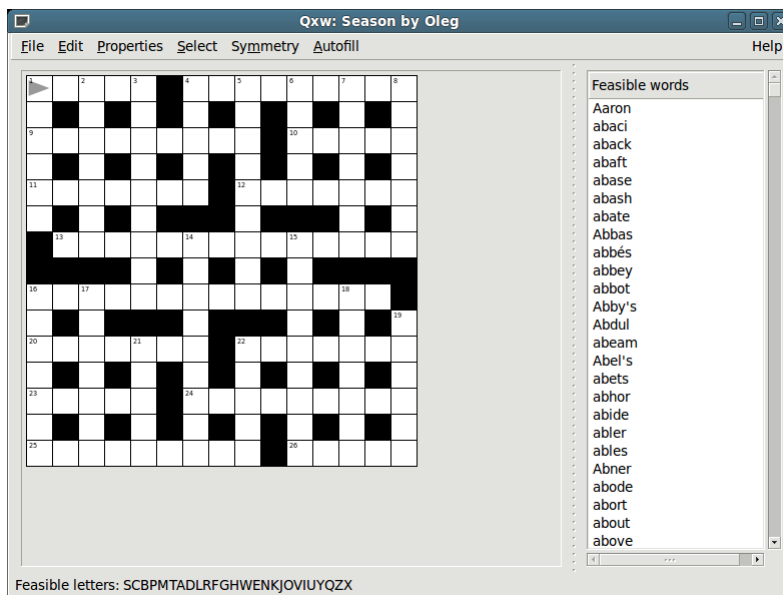 Qxw: Season by Oleg
File Edit Properties Select Symmetry Autofill Help
1 2 3 4 5 6 7 8
9 10
11 12
13 14 15
16 17 18
19
20 21 22
23 24
25 26
Feasible words
Aaron
abaci
aback
abaft
abase
abash
abate
Abbas
abbés
abbey
abbot
Abby's
Abdul
abeam
Abel's
abets
abhor
abide
abler
ables
Abner
abode
abort
about
above
Feasible letters: SCBPMTADLRFGHWENKJOVIUYQZX